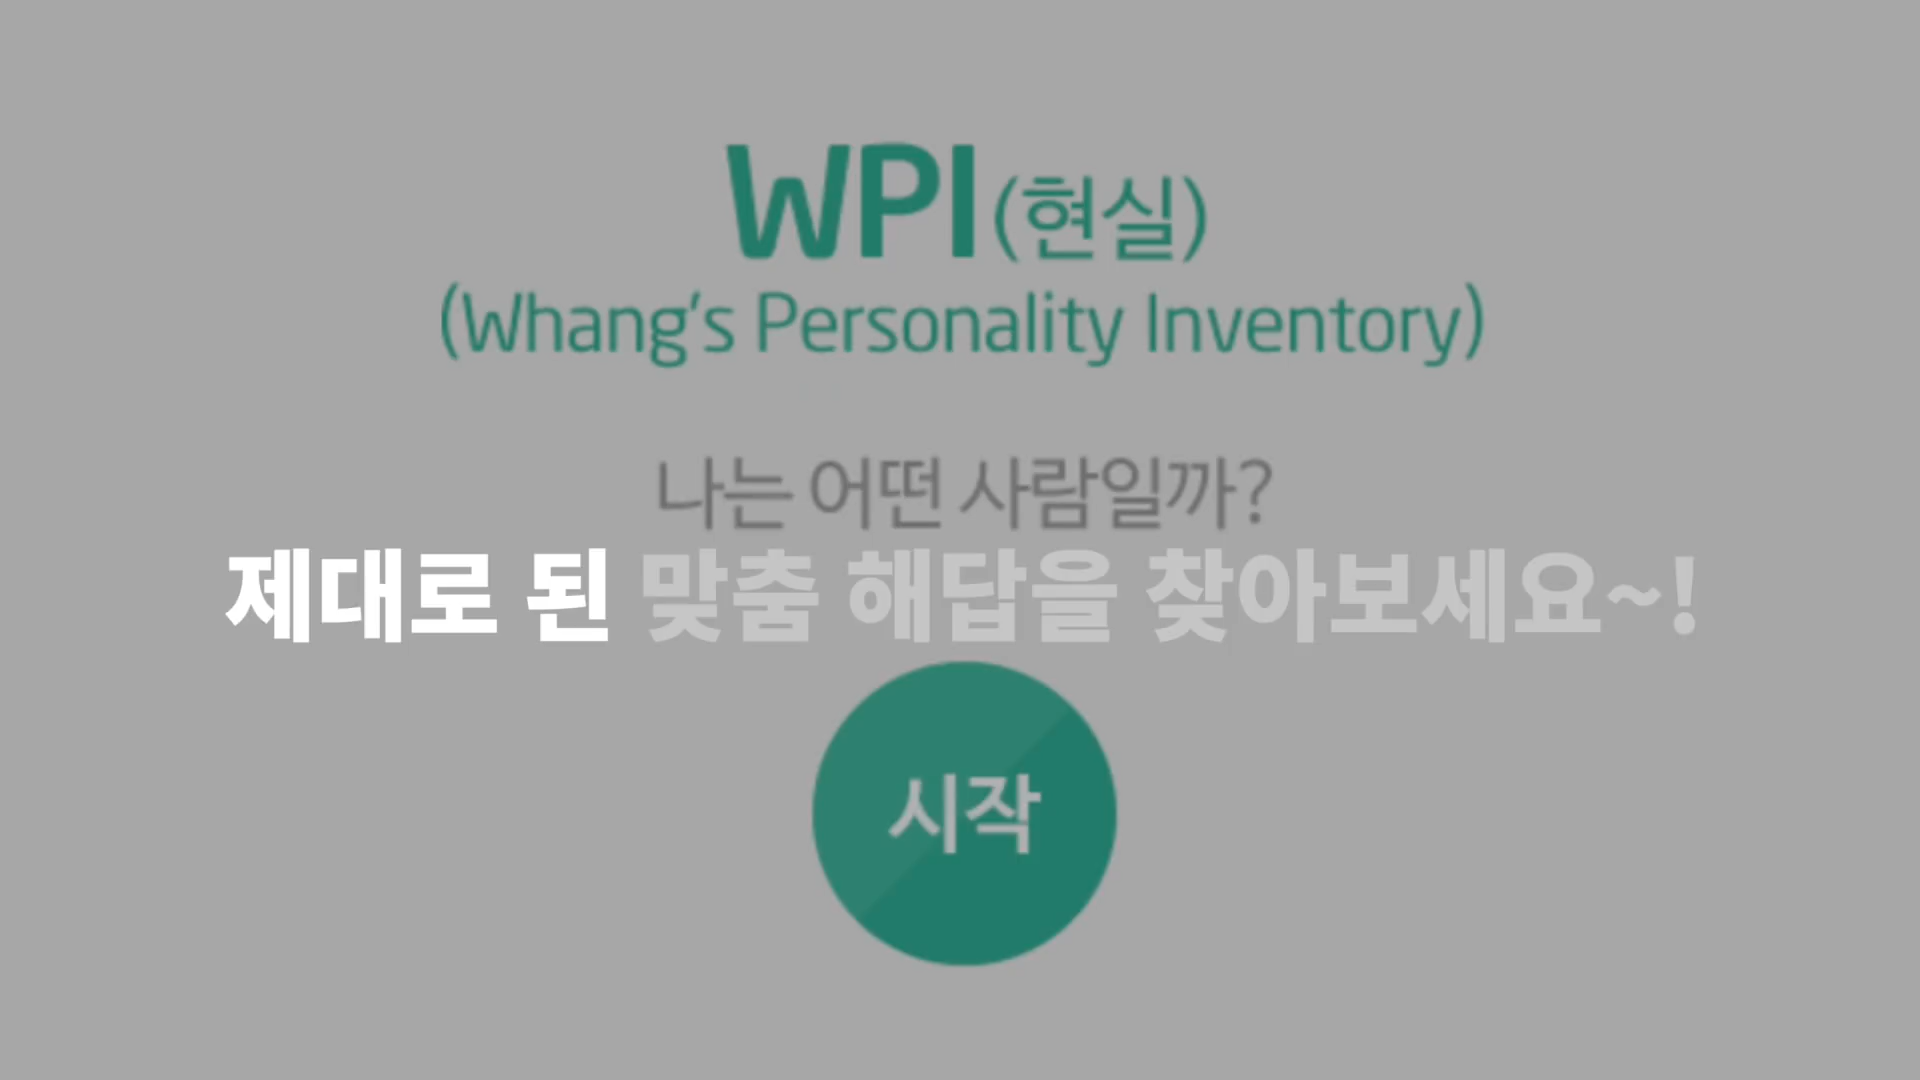 WPI(현실)
(Whang's Personality Inventory)
나는 어떤 사람일까?
제대로 된 맞춤 해답을 찾아보세요~!
시작